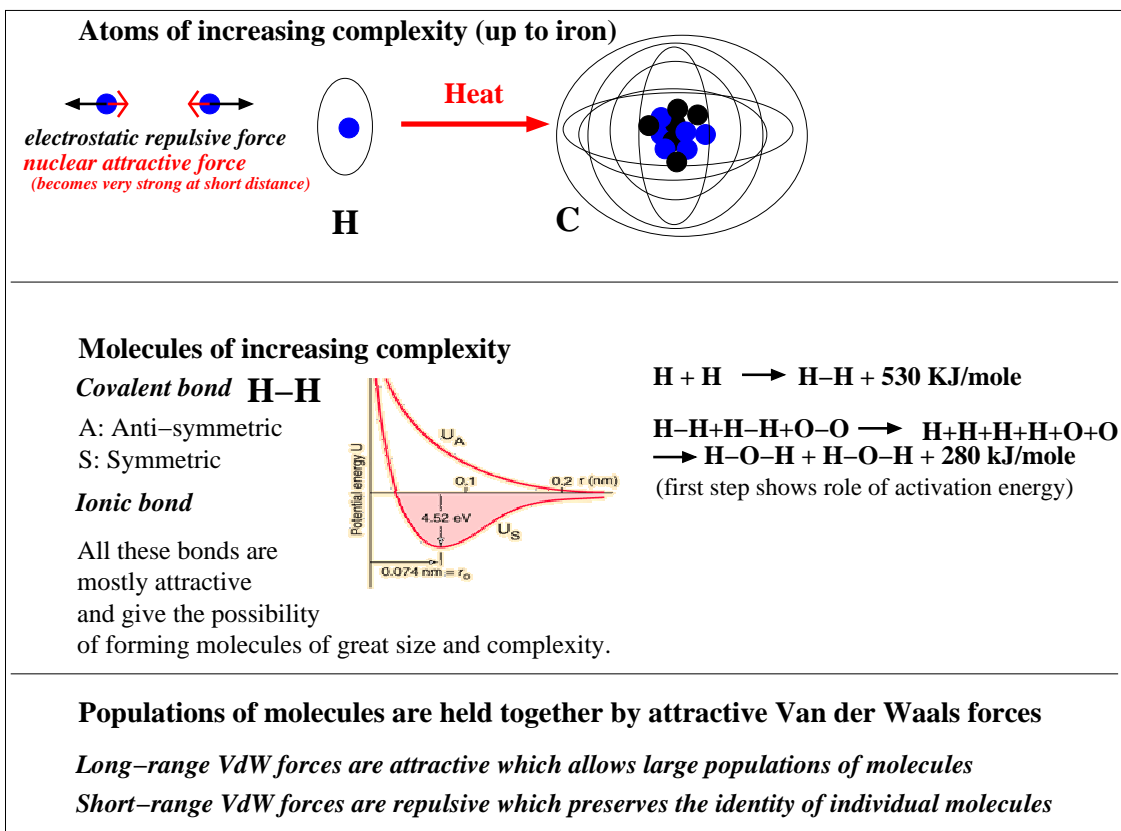 Atoms of increasing complexity (up to iron)
electrostatic repulsive force
nuclear attractive force
(becomes very strong at short distance)
H
Heat
C
Molecules of increasing complexity
Covalent bond H−H
A: Anti−symmetric
S: Symmetric
Ionic bond
All these bonds are
mostly attractive
and give the possibility
of forming molecules of great size and complexity.
Potential energy U
U_A
0.1
0.2 r (nm)
4.52 eV
U_S
0.074 nm = r_o
H + H → H−H + 530 KJ/mole
H−H+H−H+O−O → H+H+H+H+O+O
→ H−O−H + H−O−H + 280 kJ/mole
(first step shows role of activation energy)
Populations of molecules are held together by attractive Van der Waals forces
Long−range VdW forces are attractive which allows large populations of molecules
Short−range VdW forces are repulsive which preserves the identity of individual molecules